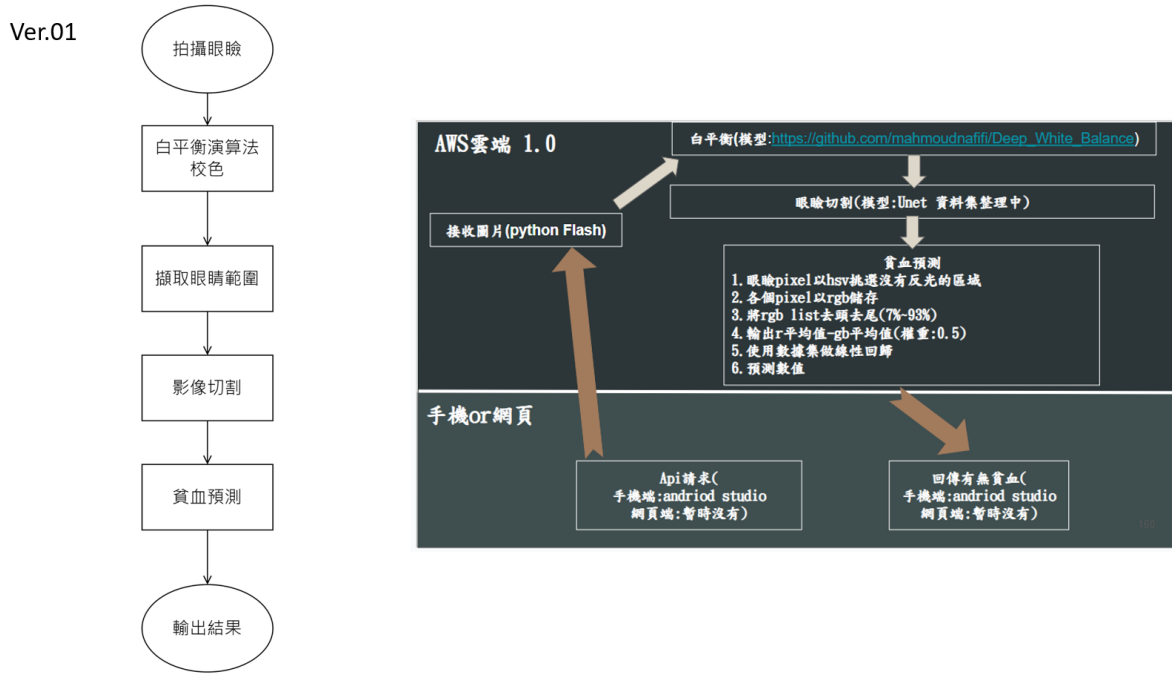 Ver.01
拍攝眼瞼
白平衡演算法
校色
擷取眼睛範圍
影像切割
貧血預測
輸出結果
AWS雲端 1.0
白平衡(模型:https://github.com/mahmoudnafifi/Deep_White_Balance)
眼瞼切割(模型:Unet 資料集整理中)
接收圖片(python Flash)
貧血預測
1.眼瞼pixel以hsv挑選沒有反光的區域
2.各個pixel以rgb儲存
3.將rgb list去頭去尾(7%~93%)
4.輸出r平均值-gb平均值(權重:0.5)
5.使用數據集做線性回歸
6.預測數值
手機or網頁
Api請求(
手機端:andriod studio
網頁端:暫時沒有)
回傳有無貧血(
手機端:andriod studio
網頁端:暫時沒有)